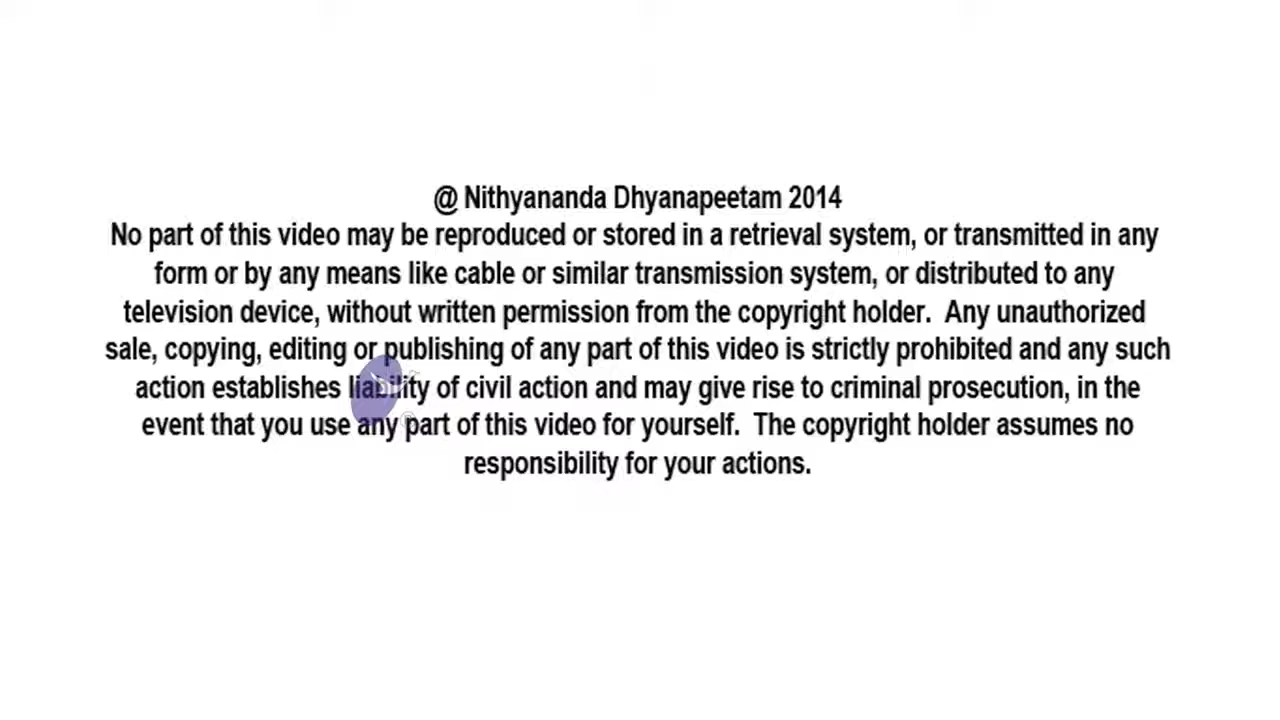 @ Nithyananda Dhyanapeetam 2014
No part of this video may be reproduced or stored in a retrieval system, or transmitted in any
form or by any means like cable or similar transmission system, or distributed to any
television device, without written permission from the copyright holder.  Any unauthorized
sale, copying, editing or publishing of any part of this video is strictly prohibited and any such
action establishes liability of civil action and may give rise to criminal prosecution, in the
event that you use any part of this video for yourself.  The copyright holder assumes no
responsibility for your actions.
®